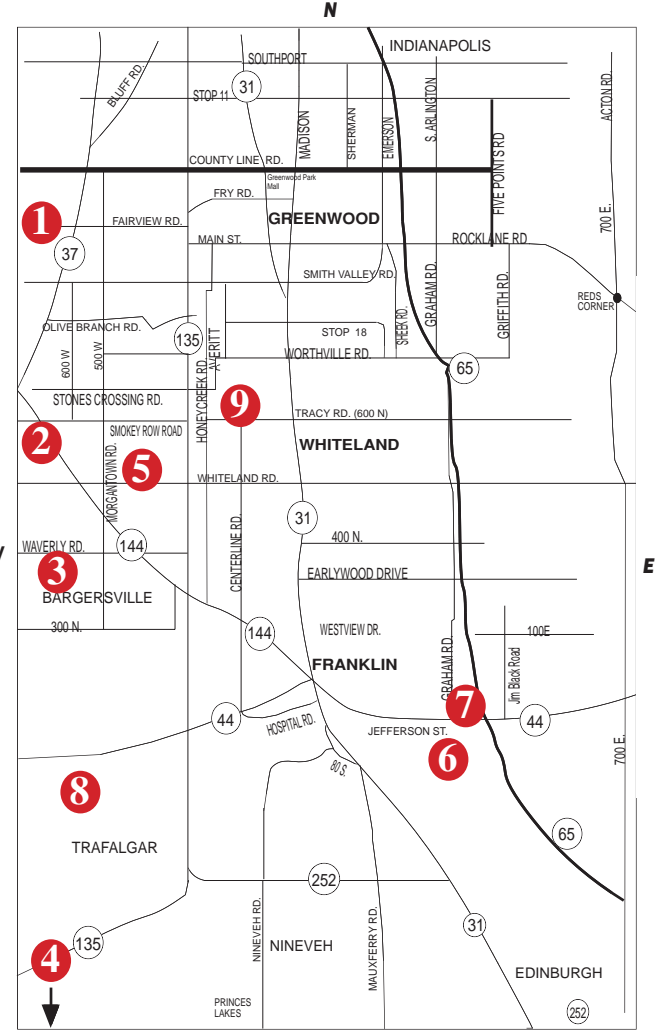 N
INDIANAPOLIS
SOUTHPORT
BLUFF RD.
STOP 11
31
MADISON
SHERMAN
EMERSON
S. ARLINGTON
ACTON RD.
COUNTY LINE RD.
FIVE POINTS RD
Greenwood Park
Mall
FRY RD.
1
FAIRVIEW RD.
GREENWOOD
700 E.
MAIN ST.
ROCKLANE RD
37
SMITH VALLEY RD.
SHEEK RD.
GRAHAM RD.
GRIFFITH RD.
REDS
CORNER
OLIVE BRANCH RD.
135
STOP 18
600 W
500 W
AVERITT
WORTHVILLE RD.
65
HONEYCREEK RD.
STONES CROSSING RD.
9
TRACY RD. (600 N)
2
SMOKEY ROW ROAD
WHITELAND
5
MORGANTOWN RD.
WHITELAND RD.
31
WAVERLY RD.
144
400 N.
E
3
CENTERLINE RD.
EARLYWOOD DRIVE
BARGERSVILLE
300 N.
144
WESTVIEW DR.
100E
FRANKLIN
GRAHAM RD.
Jim Black Road
7
44
HOSPITAL RD.
JEFFERSON ST.
44
6
700 E.
80 S.
8
65
TRAFALGAR
252
NINEVEH RD.
MAUXFERRY RD.
31
135
4
NINEVEH
EDINBURGH
PRINCES
LAKES
252